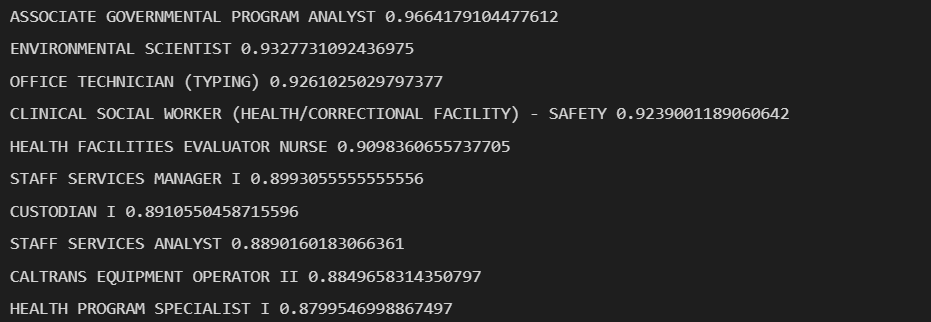 ASSOCIATE GOVERNMENTAL PROGRAM ANALYST 0.9664179104477612
ENVIRONMENTAL SCIENTIST 0.9327731092436975
OFFICE TECHNICIAN (TYPING) 0.9261025029797377
CLINICAL SOCIAL WORKER (HEALTH/CORRECTIONAL FACILITY) - SAFETY 0.9239001189060642
HEALTH FACILITIES EVALUATOR NURSE 0.9098360655737705
STAFF SERVICES MANAGER I 0.8993055555555556
CUSTODIAN I 0.8910550458715596
STAFF SERVICES ANALYST 0.8890160183066361
CALTRANS EQUIPMENT OPERATOR II 0.8849658314350797
HEALTH PROGRAM SPECIALIST I 0.8799546998867497